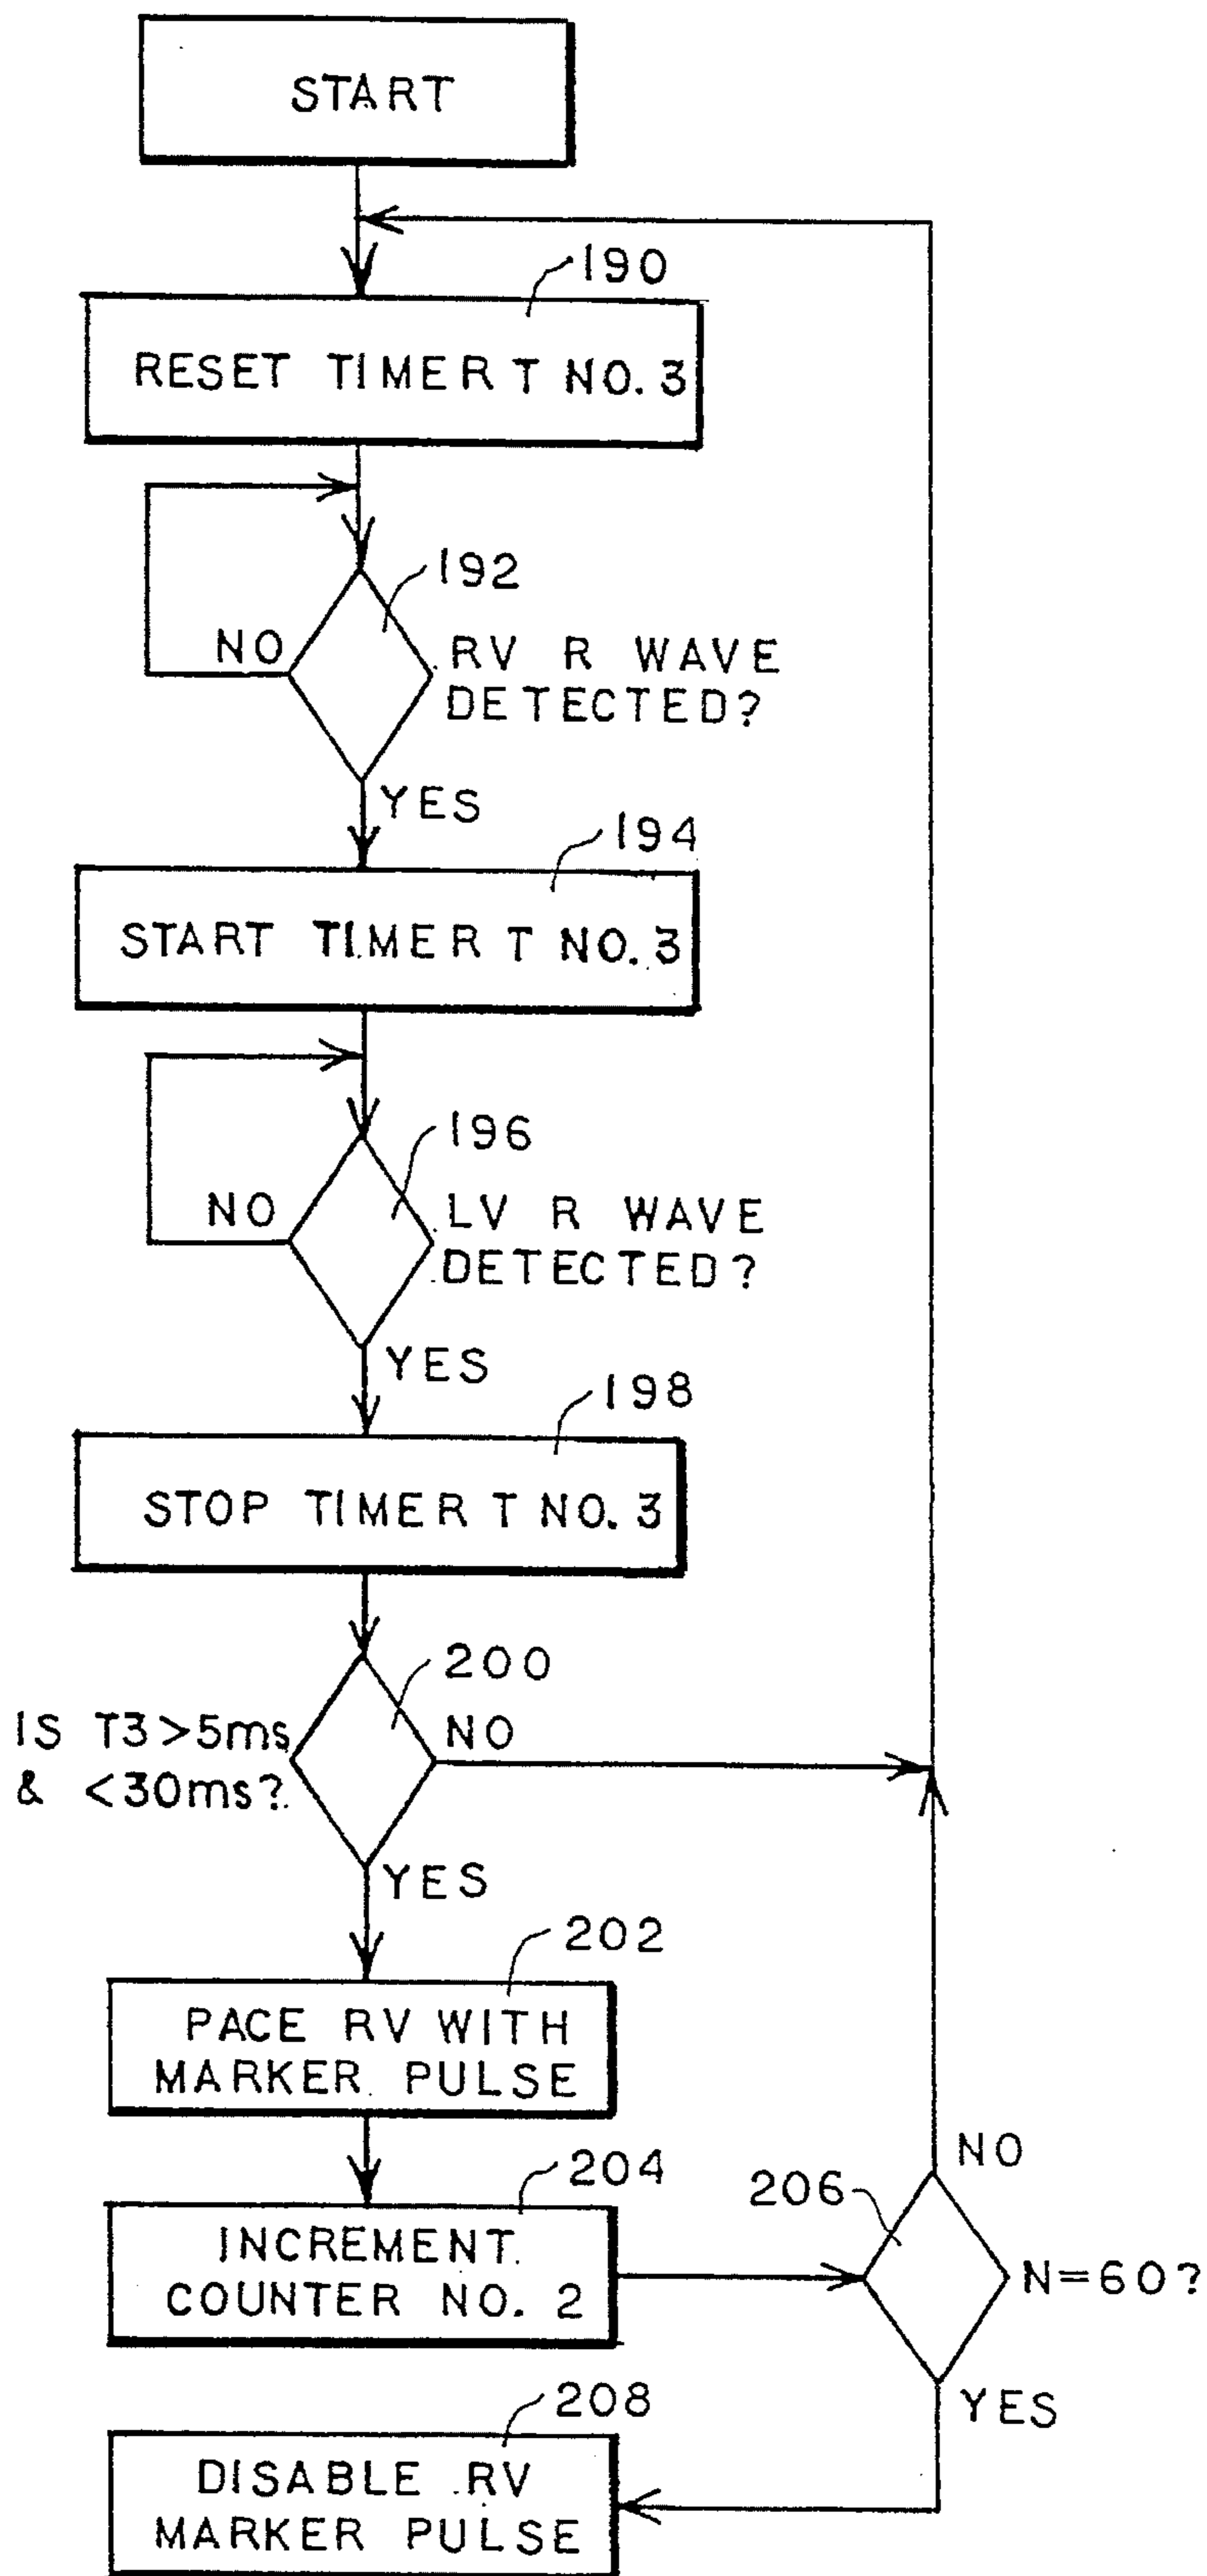 START
190
RESET TIMER T NO. 3
192
NO
RV R WAVE
DETECTED?
YES
194
START TIMER T NO. 3
196
NO
LV R WAVE
DETECTED?
YES
198
STOP TIMER T NO. 3
200
IS T3>5ms
& <30ms?
NO
YES
202
PACE RV WITH
MARKER PULSE
204
INCREMENT
COUNTER NO. 2
NO
206
N=60?
YES
208
DISABLE RV
MARKER PULSE